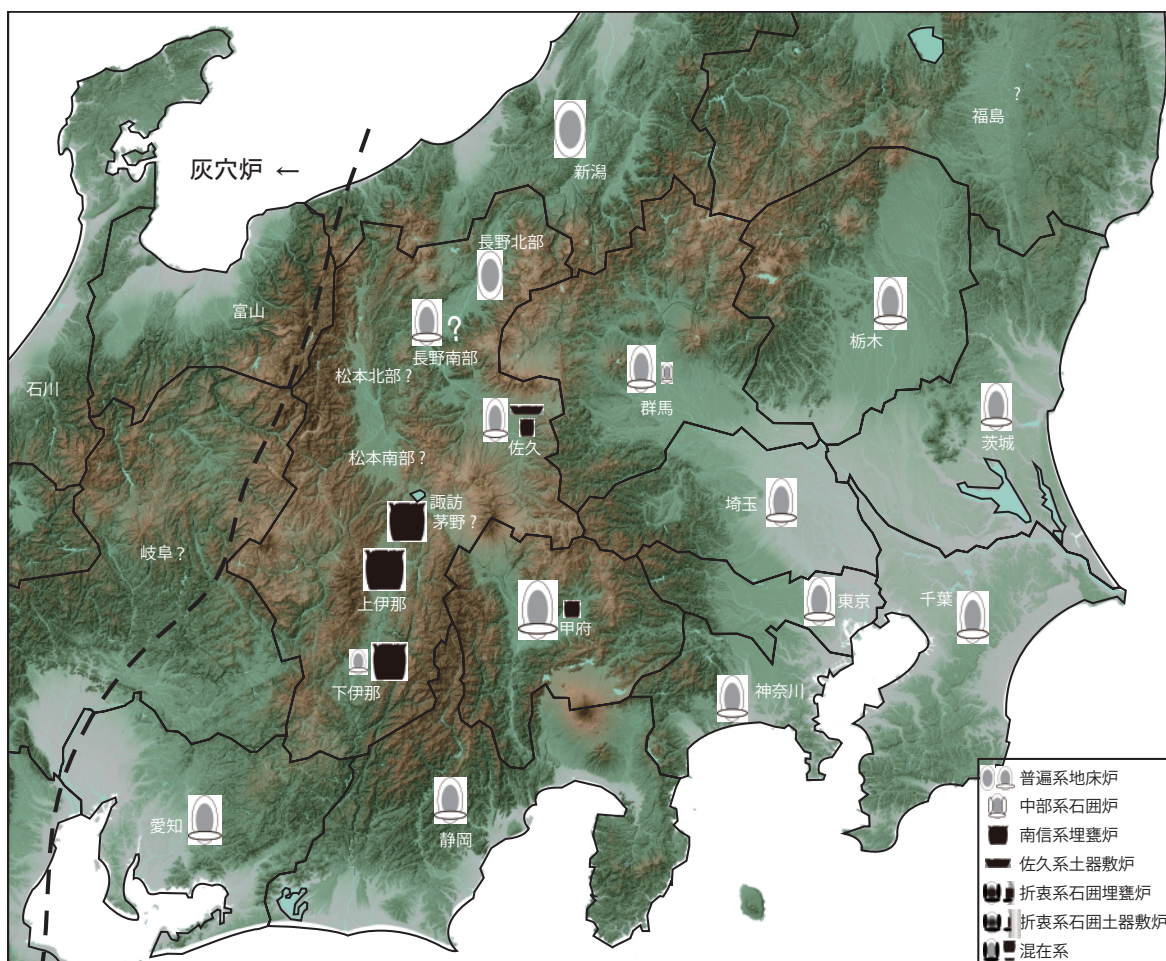 福島
?
灰穴炉 ←
新潟
長野北部
富山
?
長野南部
栃木
松本北部?
石川
群馬
茨城
佐久
松本南部?
諏訪
茅野?
埼玉
岐阜?
上伊那
東京
千葉
甲府
下伊那
神奈川
愛知
静岡
普遍系地床炉
中部系石囲炉
南信系埋甕炉
佐久系土器敷炉
折衷系石囲埋甕炉
折衷系石囲土器敷炉
混在系